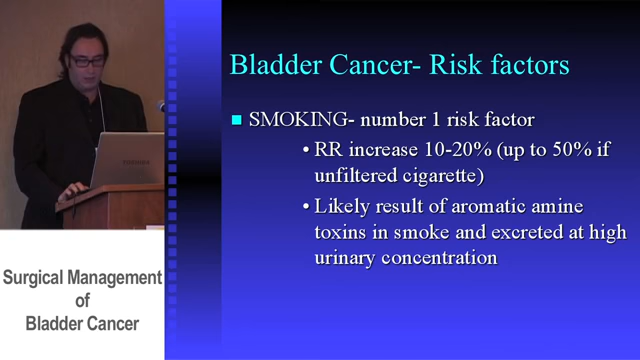 Bladder Cancer- Risk factors
SMOKING- number 1 risk factor
• RR increase 10-20% (up to 50% if
unfiltered cigarette)
• Likely result of aromatic amine
toxins in smoke and excreted at high
urinary concentration
TOSHIBA
Surgical Management
of
Bladder Cancer